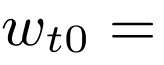 w_{t0} =